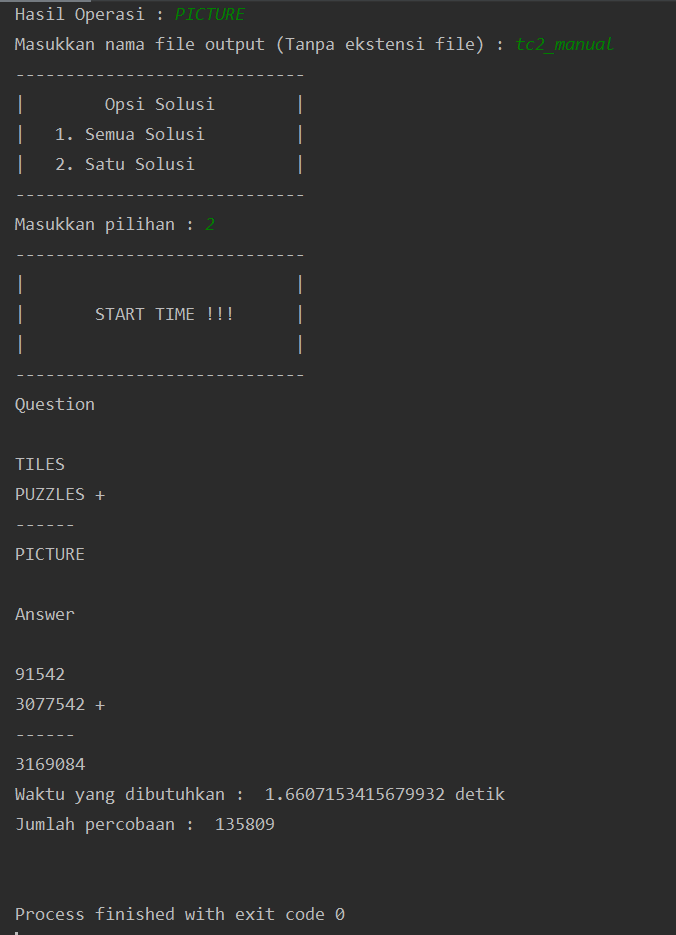 Hasil Operasi : PICTURE
Masukkan nama file output (Tanpa ekstensi file) : tc2_manual
-----------------------------
|        Opsi Solusi        |
|   1. Semua Solusi         |
|   2. Satu Solusi          |
-----------------------------
Masukkan pilihan : 2
-----------------------------
|                           |
|       START TIME !!!      |
|                           |
-----------------------------
Question

TILES
PUZZLES +
------
PICTURE

Answer

91542
3077542 +
------
3169084
Waktu yang dibutuhkan :  1.6607153415679932 detik
Jumlah percobaan :  135809

Process finished with exit code 0